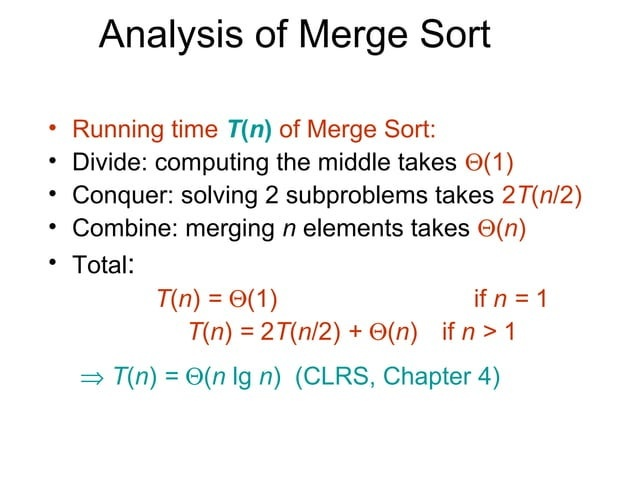 Analysis of Merge Sort
• Running time T(n) of Merge Sort:
• Divide: computing the middle takes Θ(1)
• Conquer: solving 2 subproblems takes 2T(n/2)
• Combine: merging n elements takes Θ(n)
• Total:
T(n) = Θ(1) if n = 1
T(n) = 2T(n/2) + Θ(n) if n > 1
⇒ T(n) = Θ(n lg n) (CLRS, Chapter 4)